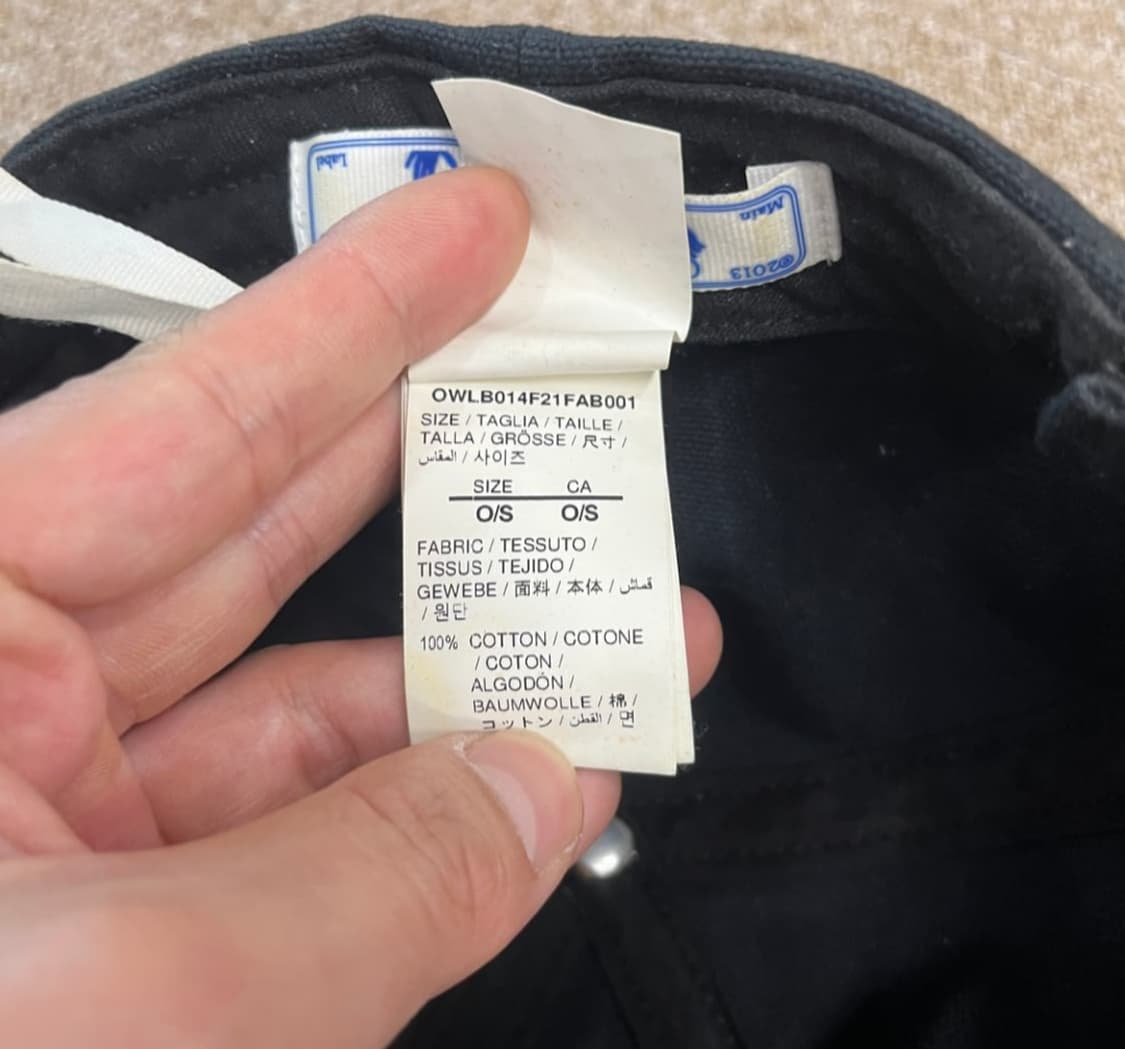 Label
Main
©2013
OWLB014F21FAB001
SIZE / TAGLIA / TAILLE /
TALLA / GRÖSSE / 尺寸 /
المقاس / 사이즈
SIZE CA
O/S O/S
FABRIC / TESSUTO /
TISSUS / TEJIDO /
GEWEBE / 面料 / 本体 / قماش
/ 원단
100% COTTON / COTONE
/ COTON /
ALGODÓN /
BAUMWOLLE / 棉 /
コットン / القطن / 면